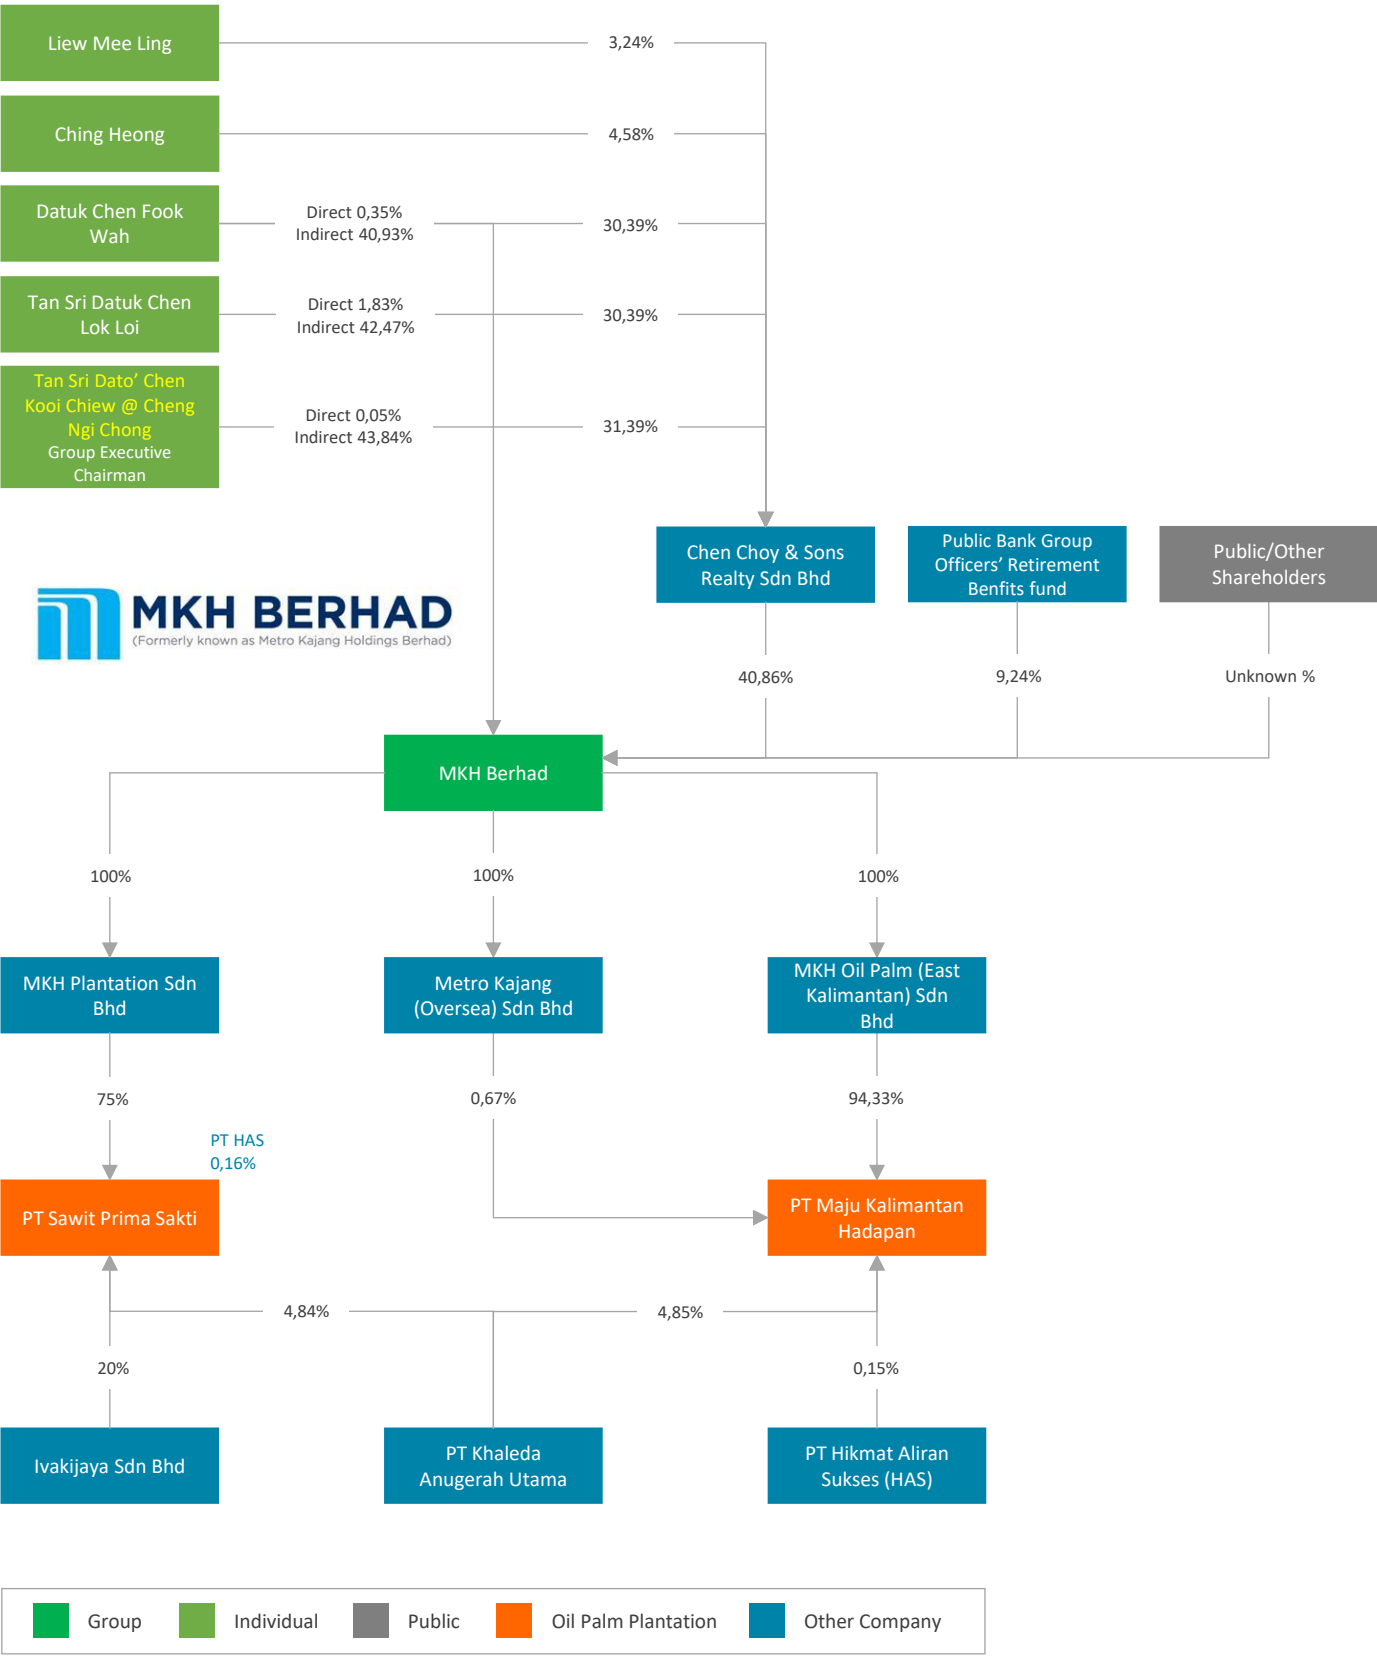 Liew Mee Ling
3,24%
Ching Heong
4,58%
Datuk Chen Fook
Wah
Direct 0,35%
Indirect 40,93%
30,39%
Tan Sri Datuk Chen
Lok Loi
Direct 1,83%
Indirect 42,47%
30,39%
Tan Sri Dato’ Chen
Kooi Chiew @ Cheng
Ngi Chong
Group Executive
Chairman
Direct 0,05%
Indirect 43,84%
31,39%
Chen Choy & Sons
Realty Sdn Bhd
Public Bank Group
Officers’ Retirement
Benfits fund
Public/Other
Shareholders
MKH BERHAD
(Formerly known as Metro Kajang Holdings Berhad)
40,86%
9,24%
Unknown %
MKH Berhad
100%
100%
100%
MKH Plantation Sdn
Bhd
Metro Kajang
(Oversea) Sdn Bhd
MKH Oil Palm (East
Kalimantan) Sdn
Bhd
75%
0,67%
94,33%
PT HAS
0,16%
PT Sawit Prima Sakti
PT Maju Kalimantan
Hadapan
4,84%
4,85%
20%
0,15%
Ivakijaya Sdn Bhd
PT Khaleda
Anugerah Utama
PT Hikmat Aliran
Sukses (HAS)
Group
Individual
Public
Oil Palm Plantation
Other Company